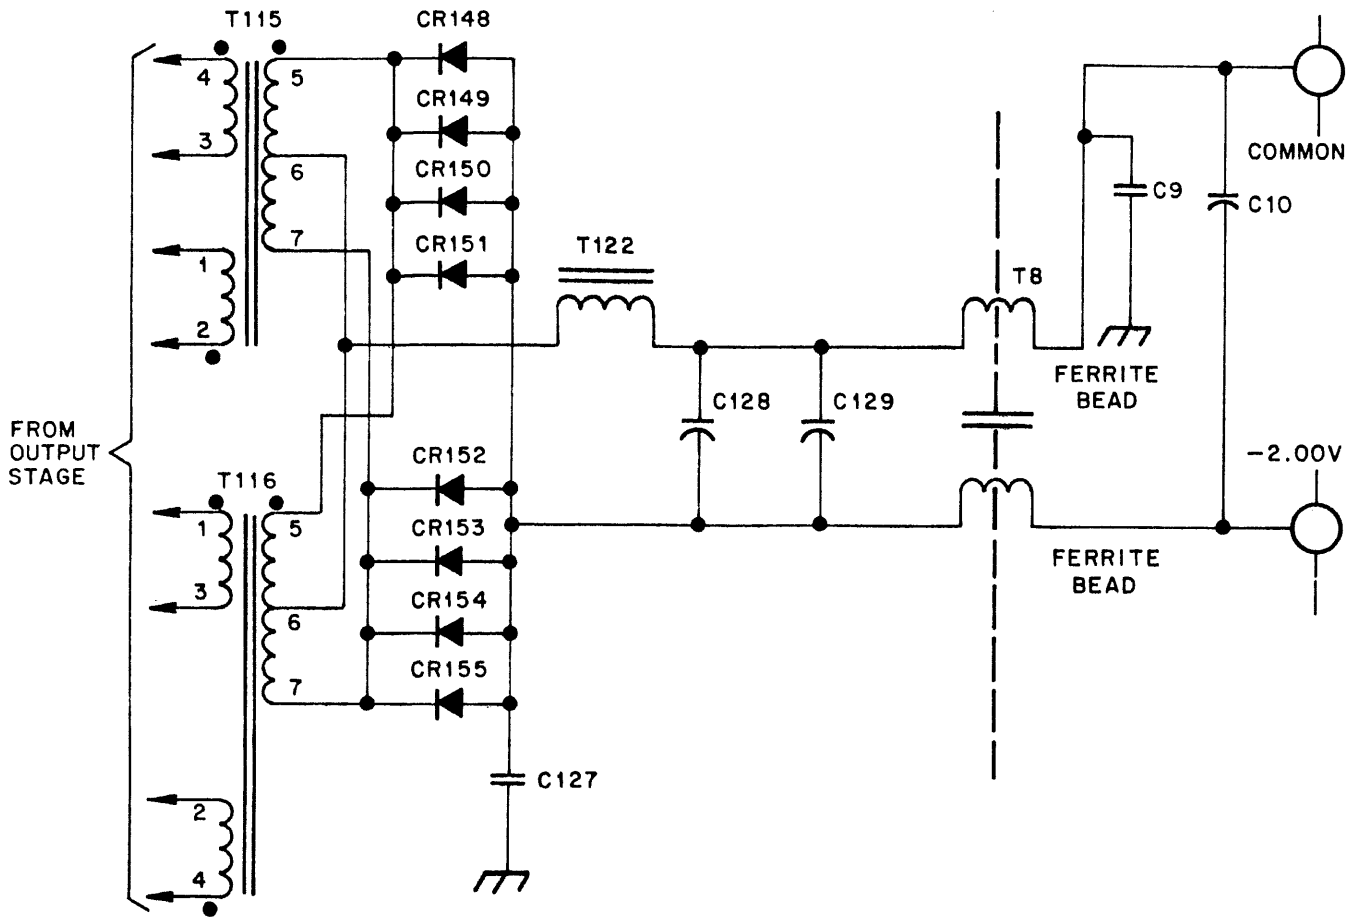 T115
CR148
4
5
CR149
3
6
COMMON
CR150
C9
C10
1
7
CR151
T122
T8
2
FERRITE
BEAD
C128
C129
FROM
OUTPUT
STAGE
CR152
-2.00V
T116
1
5
CR153
FERRITE
BEAD
3
6
CR154
CR155
7
C127
2
4